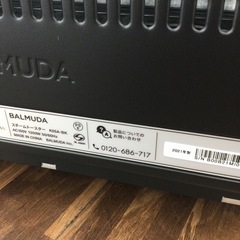 MUDA
BALMUDA
スチームトースター K05A-BK
AC100V 1300W 50/60Hz
MADE IN CHINA BALMUDA Inc.
製品についての
お問い合わせ
0120-686-717
2021年製